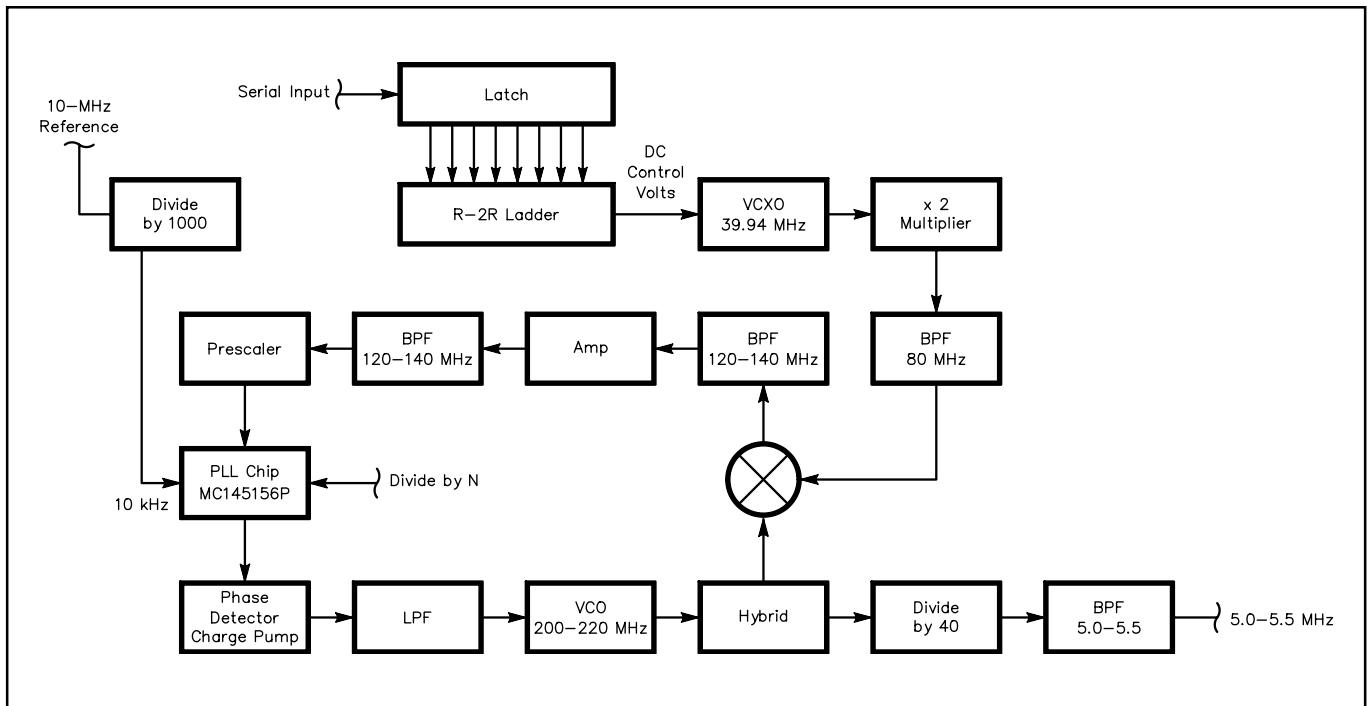 Serial Input
Latch
10-MHz
Reference
DC
Control
Volts
Divide
by 1000
R-2R Ladder
VCXO
39.94 MHz
x 2
Multiplier
Prescaler
BPF
120-140 MHz
Amp
BPF
120-140 MHz
BPF
80 MHz
PLL Chip
MC145156P
Divide by N
10 kHz
Phase
Detector
Charge Pump
LPF
VCO
200-220 MHz
Hybrid
Divide
by 40
BPF
5.0-5.5
5.0-5.5 MHz